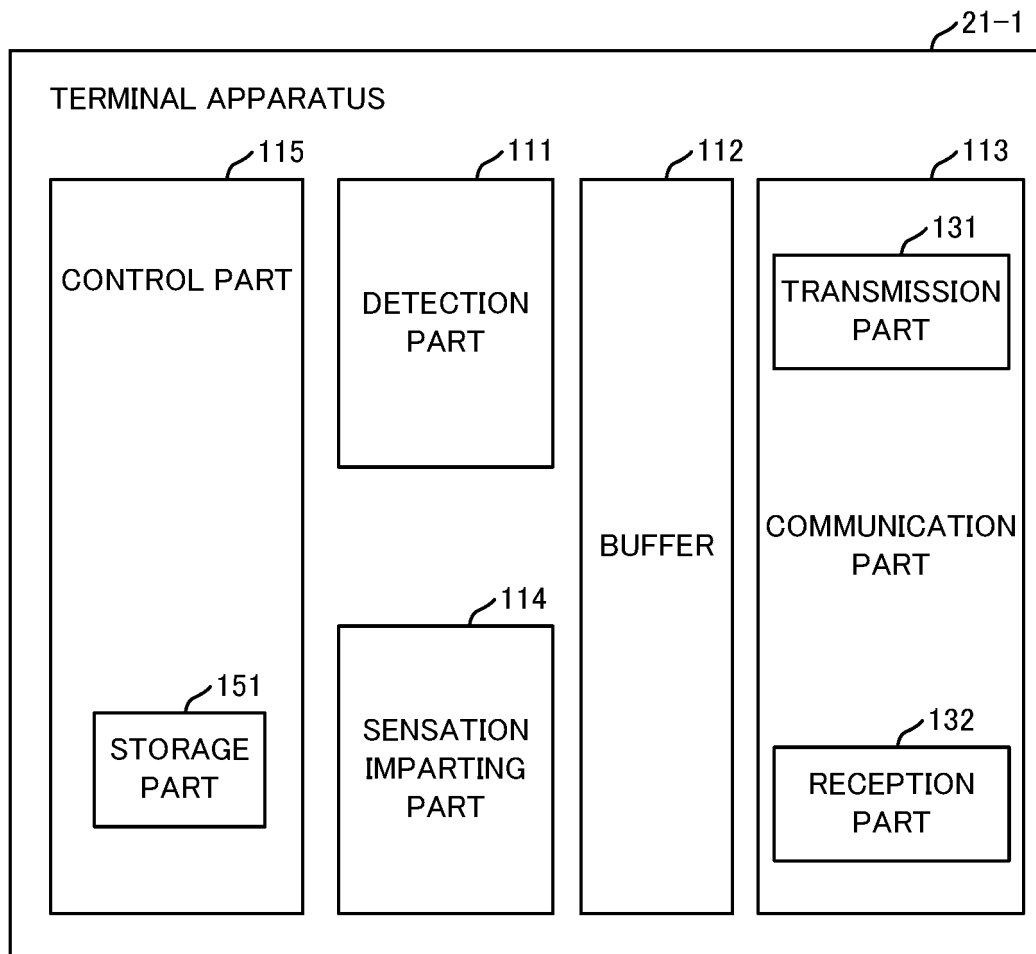 21-1
TERMINAL APPARATUS
115
111
112
113
CONTROL PART
DETECTION
PART
BUFFER
131
TRANSMISSION
PART
COMMUNICATION
PART
114
151
STORAGE
PART
SENSATION
IMPARTING
PART
132
RECEPTION
PART